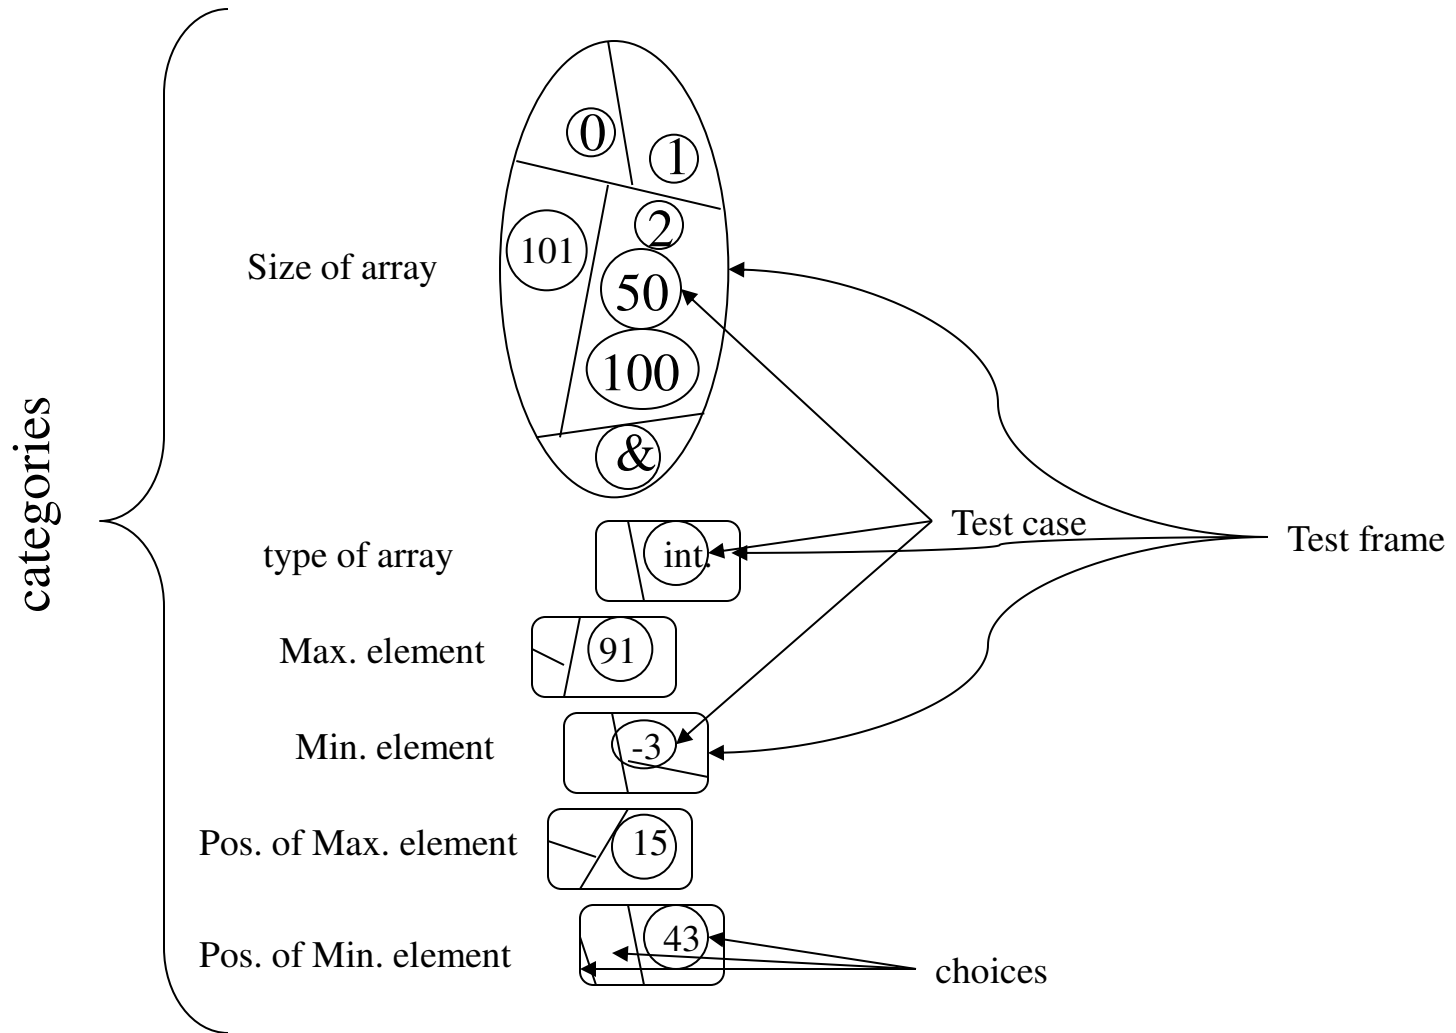 categories
0
1
2
101
Size of array
50
100
&
type of array
int.
Test case
Test frame
Max. element
91
Min. element
-3
Pos. of Max. element
15
Pos. of Min. element
43
choices